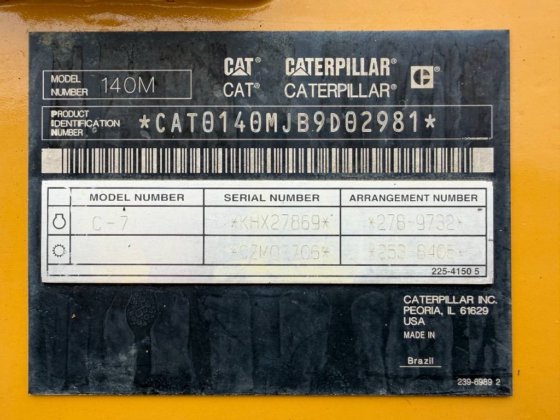 CAT® CATERPILLAR® C
MODEL NUMBER 140M
CAT® CATERPILLAR®
PRODUCT IDENTIFICATION NUMBER *CAT0140MJB9D02981*
MODEL NUMBER SERIAL NUMBER ARRANGEMENT NUMBER
C-7 *KHX27869* *278-9732*
225-4150 5
CATERPILLAR INC.
PEORIA, IL 61629
USA
MADE IN
Brazil
239-6989 2